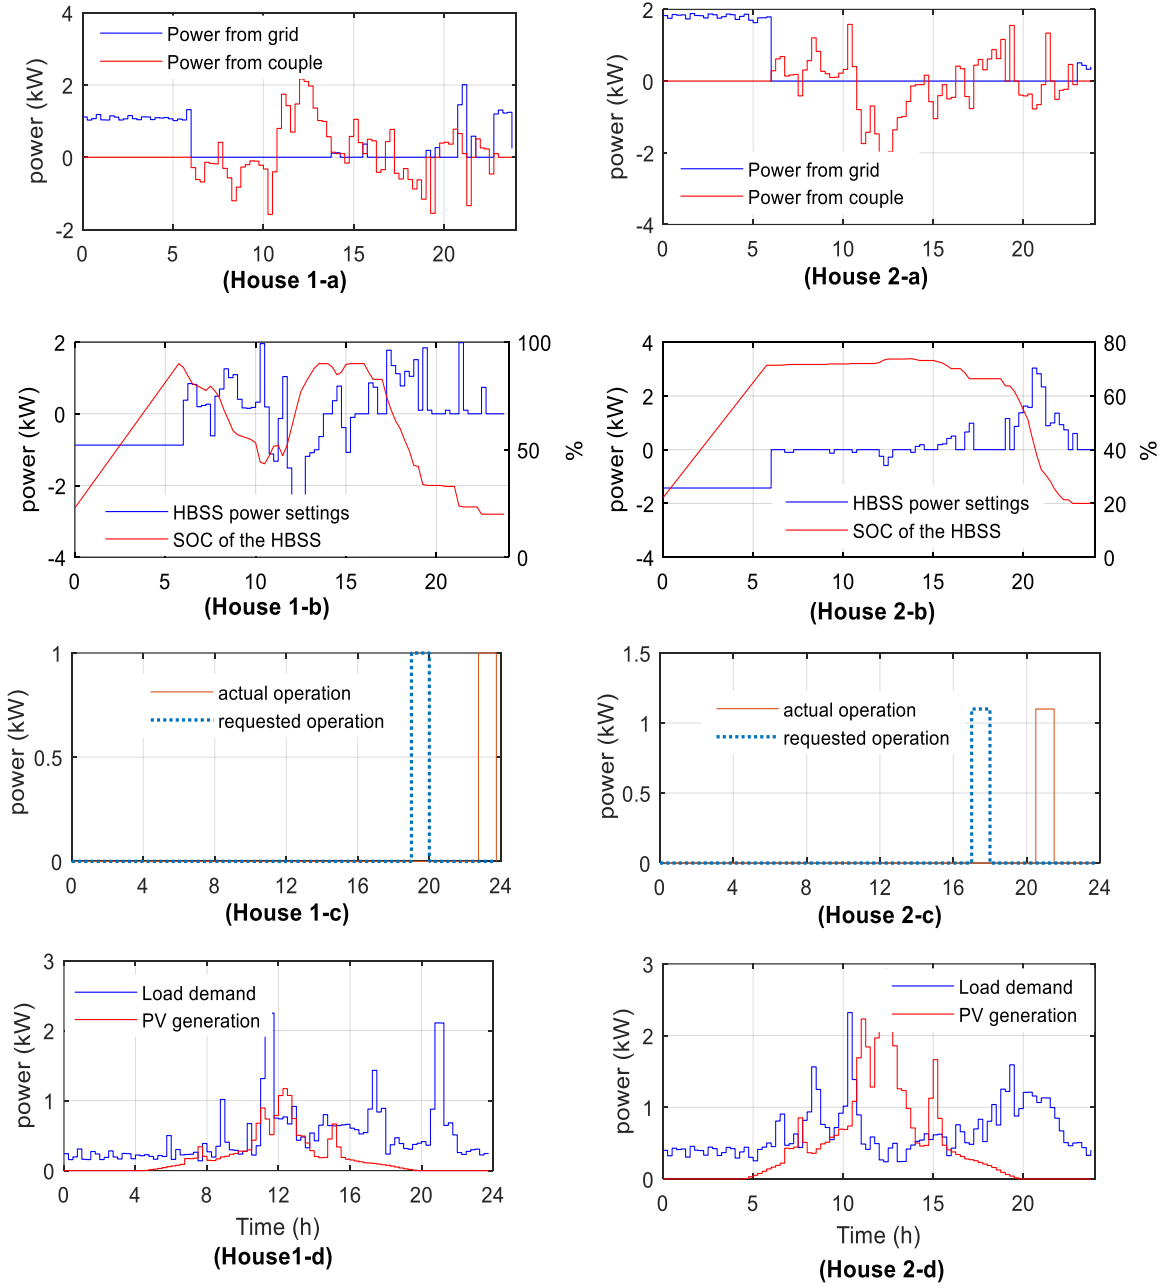 4
2
0
-2
power (kW)
Power from grid
Power from couple
0
5
10
15
20
(House 1-a)
2
0
-2
-4
power (kW)
Power from grid
Power from couple
0
5
10
15
20
(House 2-a)
2
0
-2
-4
power (kW)
100
50
0
%
HBSS power settings
SOC of the HBSS
0
5
10
15
20
(House 1-b)
4
2
0
-2
-4
power (kW)
80
60
40
20
0
%
HBSS power settings
SOC of the HBSS
0
5
10
15
20
(House 2-b)
1
0.5
0
power (kW)
actual operation
requested operation
0
4
8
12
16
20
24
(House 1-c)
1.5
1
0.5
0
power (kW)
actual operation
requested operation
0
4
8
12
16
20
24
(House 2-c)
3
2
1
0
power (kW)
Load demand
PV generation
0
4
8
12
16
20
24
Time (h)
(House1-d)
3
2
1
0
power (kW)
Load demand
PV generation
0
5
10
15
20
Time (h)
(House 2-d)